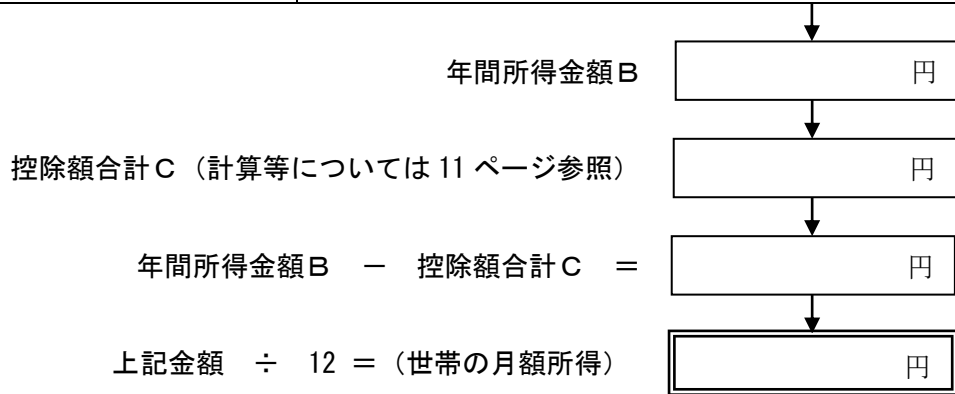 年間所得金額Ｂ 円
控除額合計Ｃ（計算等については 11 ページ参照） 円
年間所得金額Ｂ － 控除額合計Ｃ ＝ 円
上記金額 ÷ 12 ＝（世帯の月額所得） 円